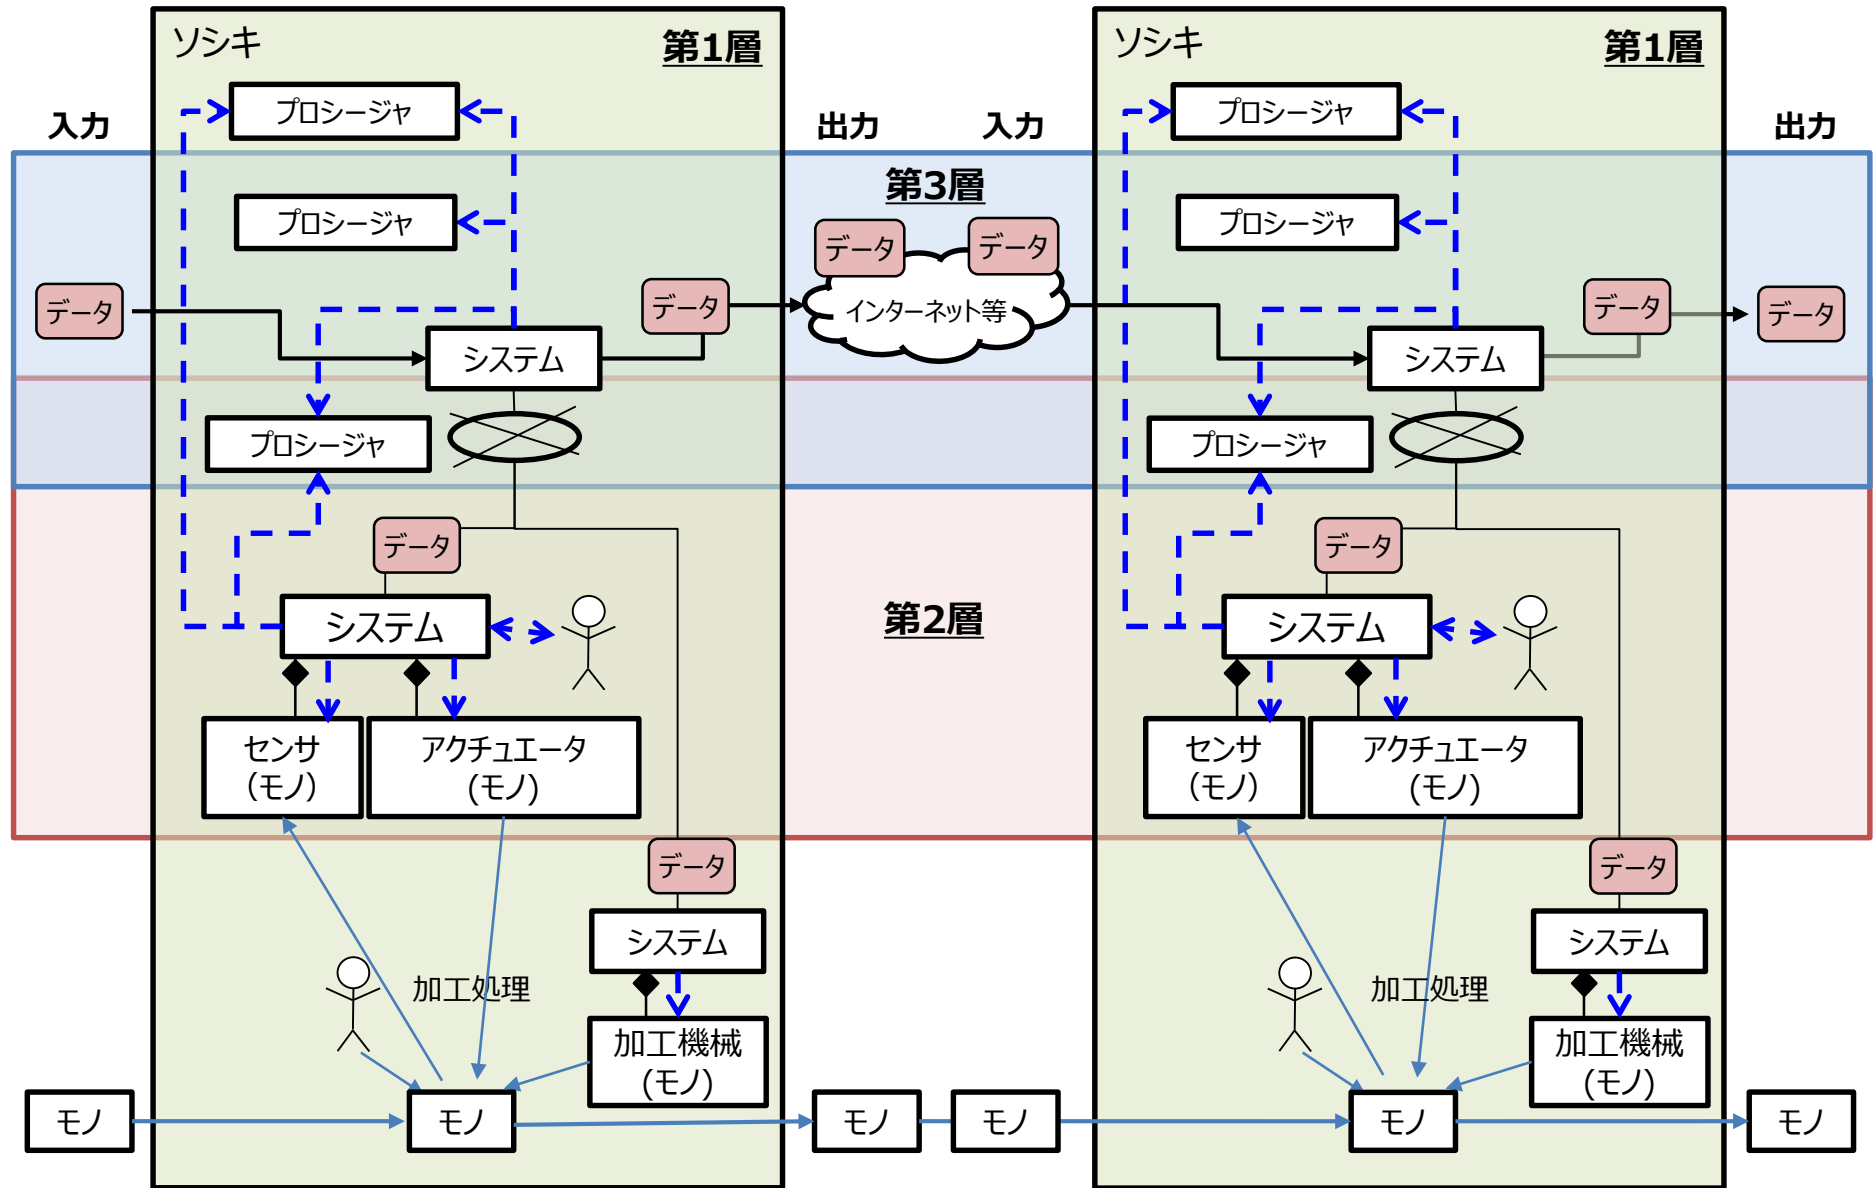 ソシキ
第1層
ソシキ
第1層
プロシージャ
プロシージャ
入力
出力
入力
出力
第3層
プロシージャ
プロシージャ
データ
データ
データ
データ
データ
データ
データ
インターネット等
システム
システム
プロシージャ
プロシージャ
データ
データ
システム
第2層
システム
センサ
(モノ)
アクチュエータ
(モノ)
センサ
(モノ)
アクチュエータ
(モノ)
データ
データ
システム
システム
加工処理
加工処理
加工機械
(モノ)
加工機械
(モノ)
モノ
モノ
モノ
モノ
モノ
モノ